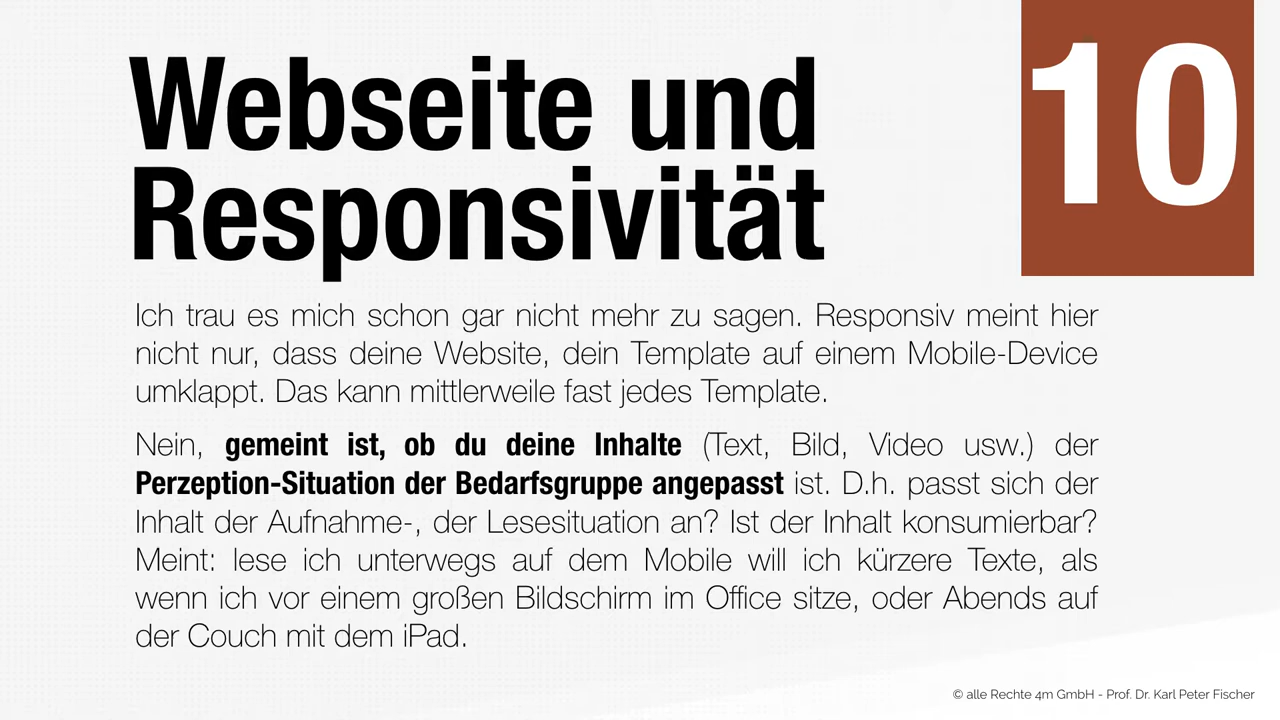 Webseite und
Responsivität
10
Ich trau es mich schon gar nicht mehr zu sagen. Responsiv meint hier
nicht nur, dass deine Website, dein Template auf einem Mobile-Device
umklappt. Das kann mittlerweile fast jedes Template.
Nein, gemeint ist, ob du deine Inhalte (Text, Bild, Video usw.) der
Perzeption-Situation der Bedarfsgruppe angepasst ist. D.h. passt sich der
Inhalt der Aufnahme-, der Lesesituation an? Ist der Inhalt konsumierbar?
Meint: lese ich unterwegs auf dem Mobile will ich kürzere Texte, als
wenn ich vor einem großen Bildschirm im Office sitze, oder Abends auf
der Couch mit dem iPad.
© alle Rechte 4m GmbH - Prof. Dr. Karl Peter Fischer